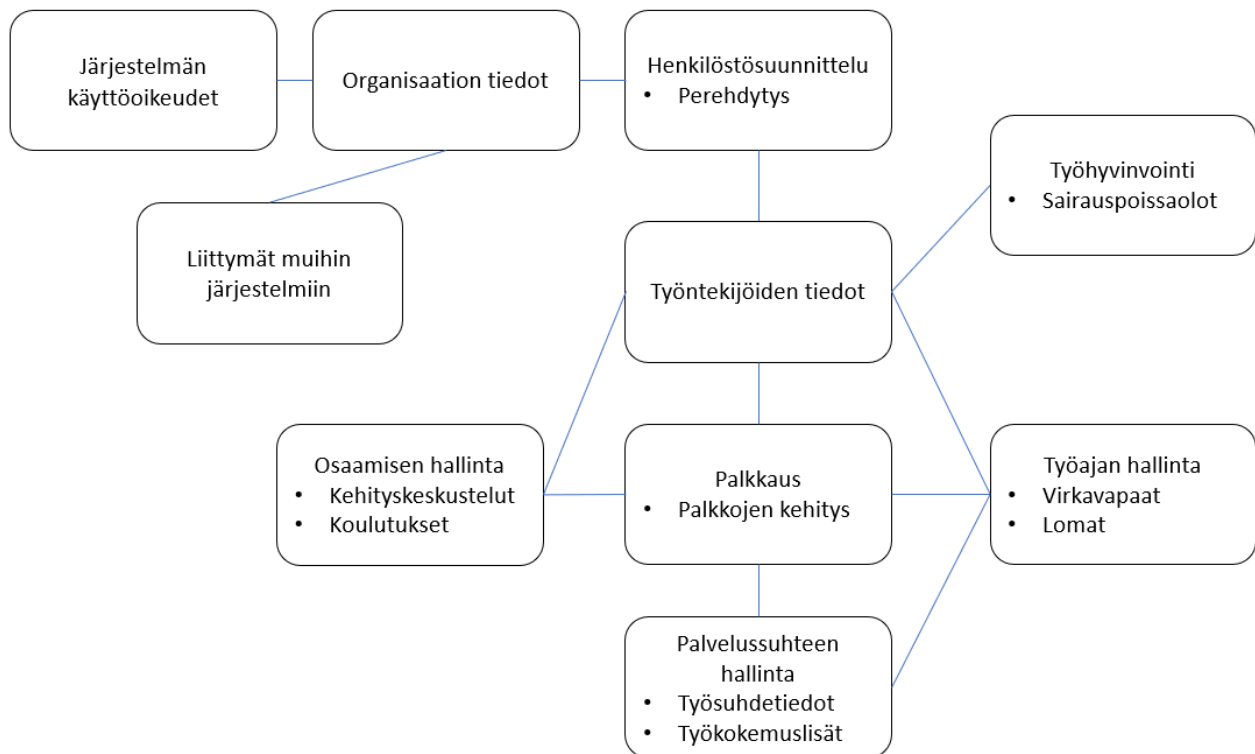 Järjestelmän
käyttöoikeudet
Organisaation tiedot
Henkilöstösuunnittelu
• Perehdytys
Työhyvinvointi
• Sairauspoissaolot
Liittymät muihin
järjestelmiin
Työntekijöiden tiedot
Osaamisen hallinta
• Kehityskeskustelut
• Koulutukset
Palkkaus
• Palkkojen kehitys
Työajan hallinta
• Virkavapaat
• Lomat
Palvelussuhteen
hallinta
• Työsuhdetiedot
• Työkokemuslisät